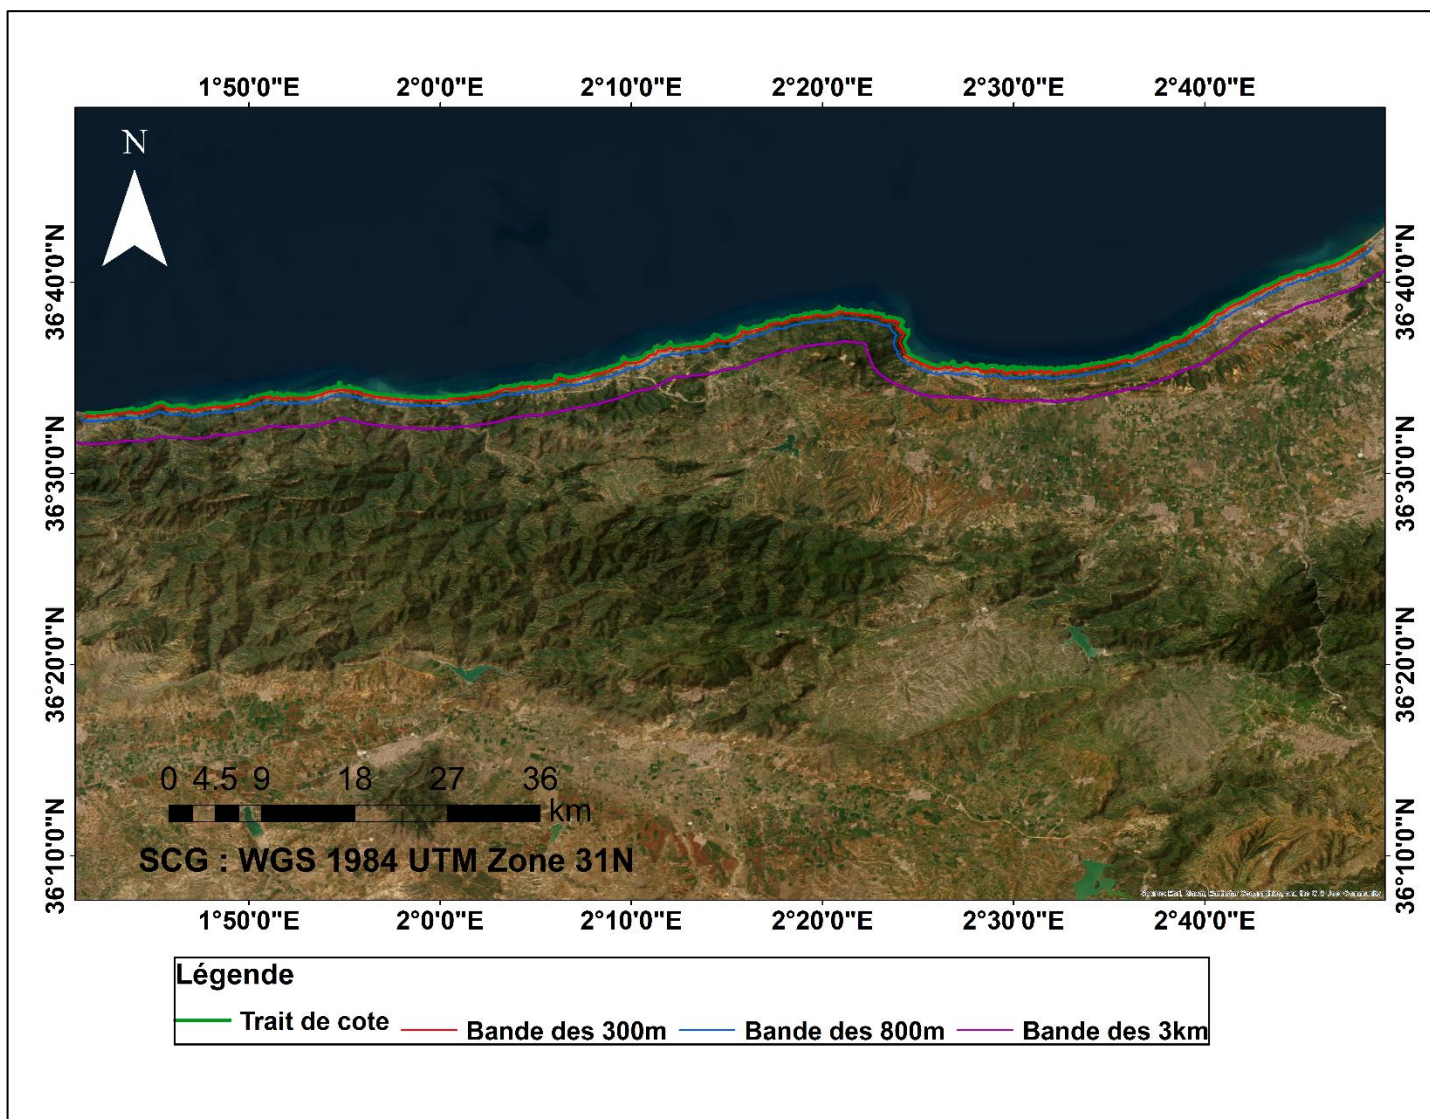 1°50'0"E 2°0'0"E 2°10'0"E 2°20'0"E 2°30'0"E 2°40'0"E
N
36°40'0"N 36°40'0"N
36°30'0"N 36°30'0"N
36°20'0"N 36°20'0"N
36°10'0"N 36°10'0"N
0 4.5 9 18 27 36
km
SCG : WGS 1984 UTM Zone 31N
1°50'0"E 2°0'0"E 2°10'0"E 2°20'0"E 2°30'0"E 2°40'0"E
Légende
Trait de cote Bande des 300m Bande des 800m Bande des 3km